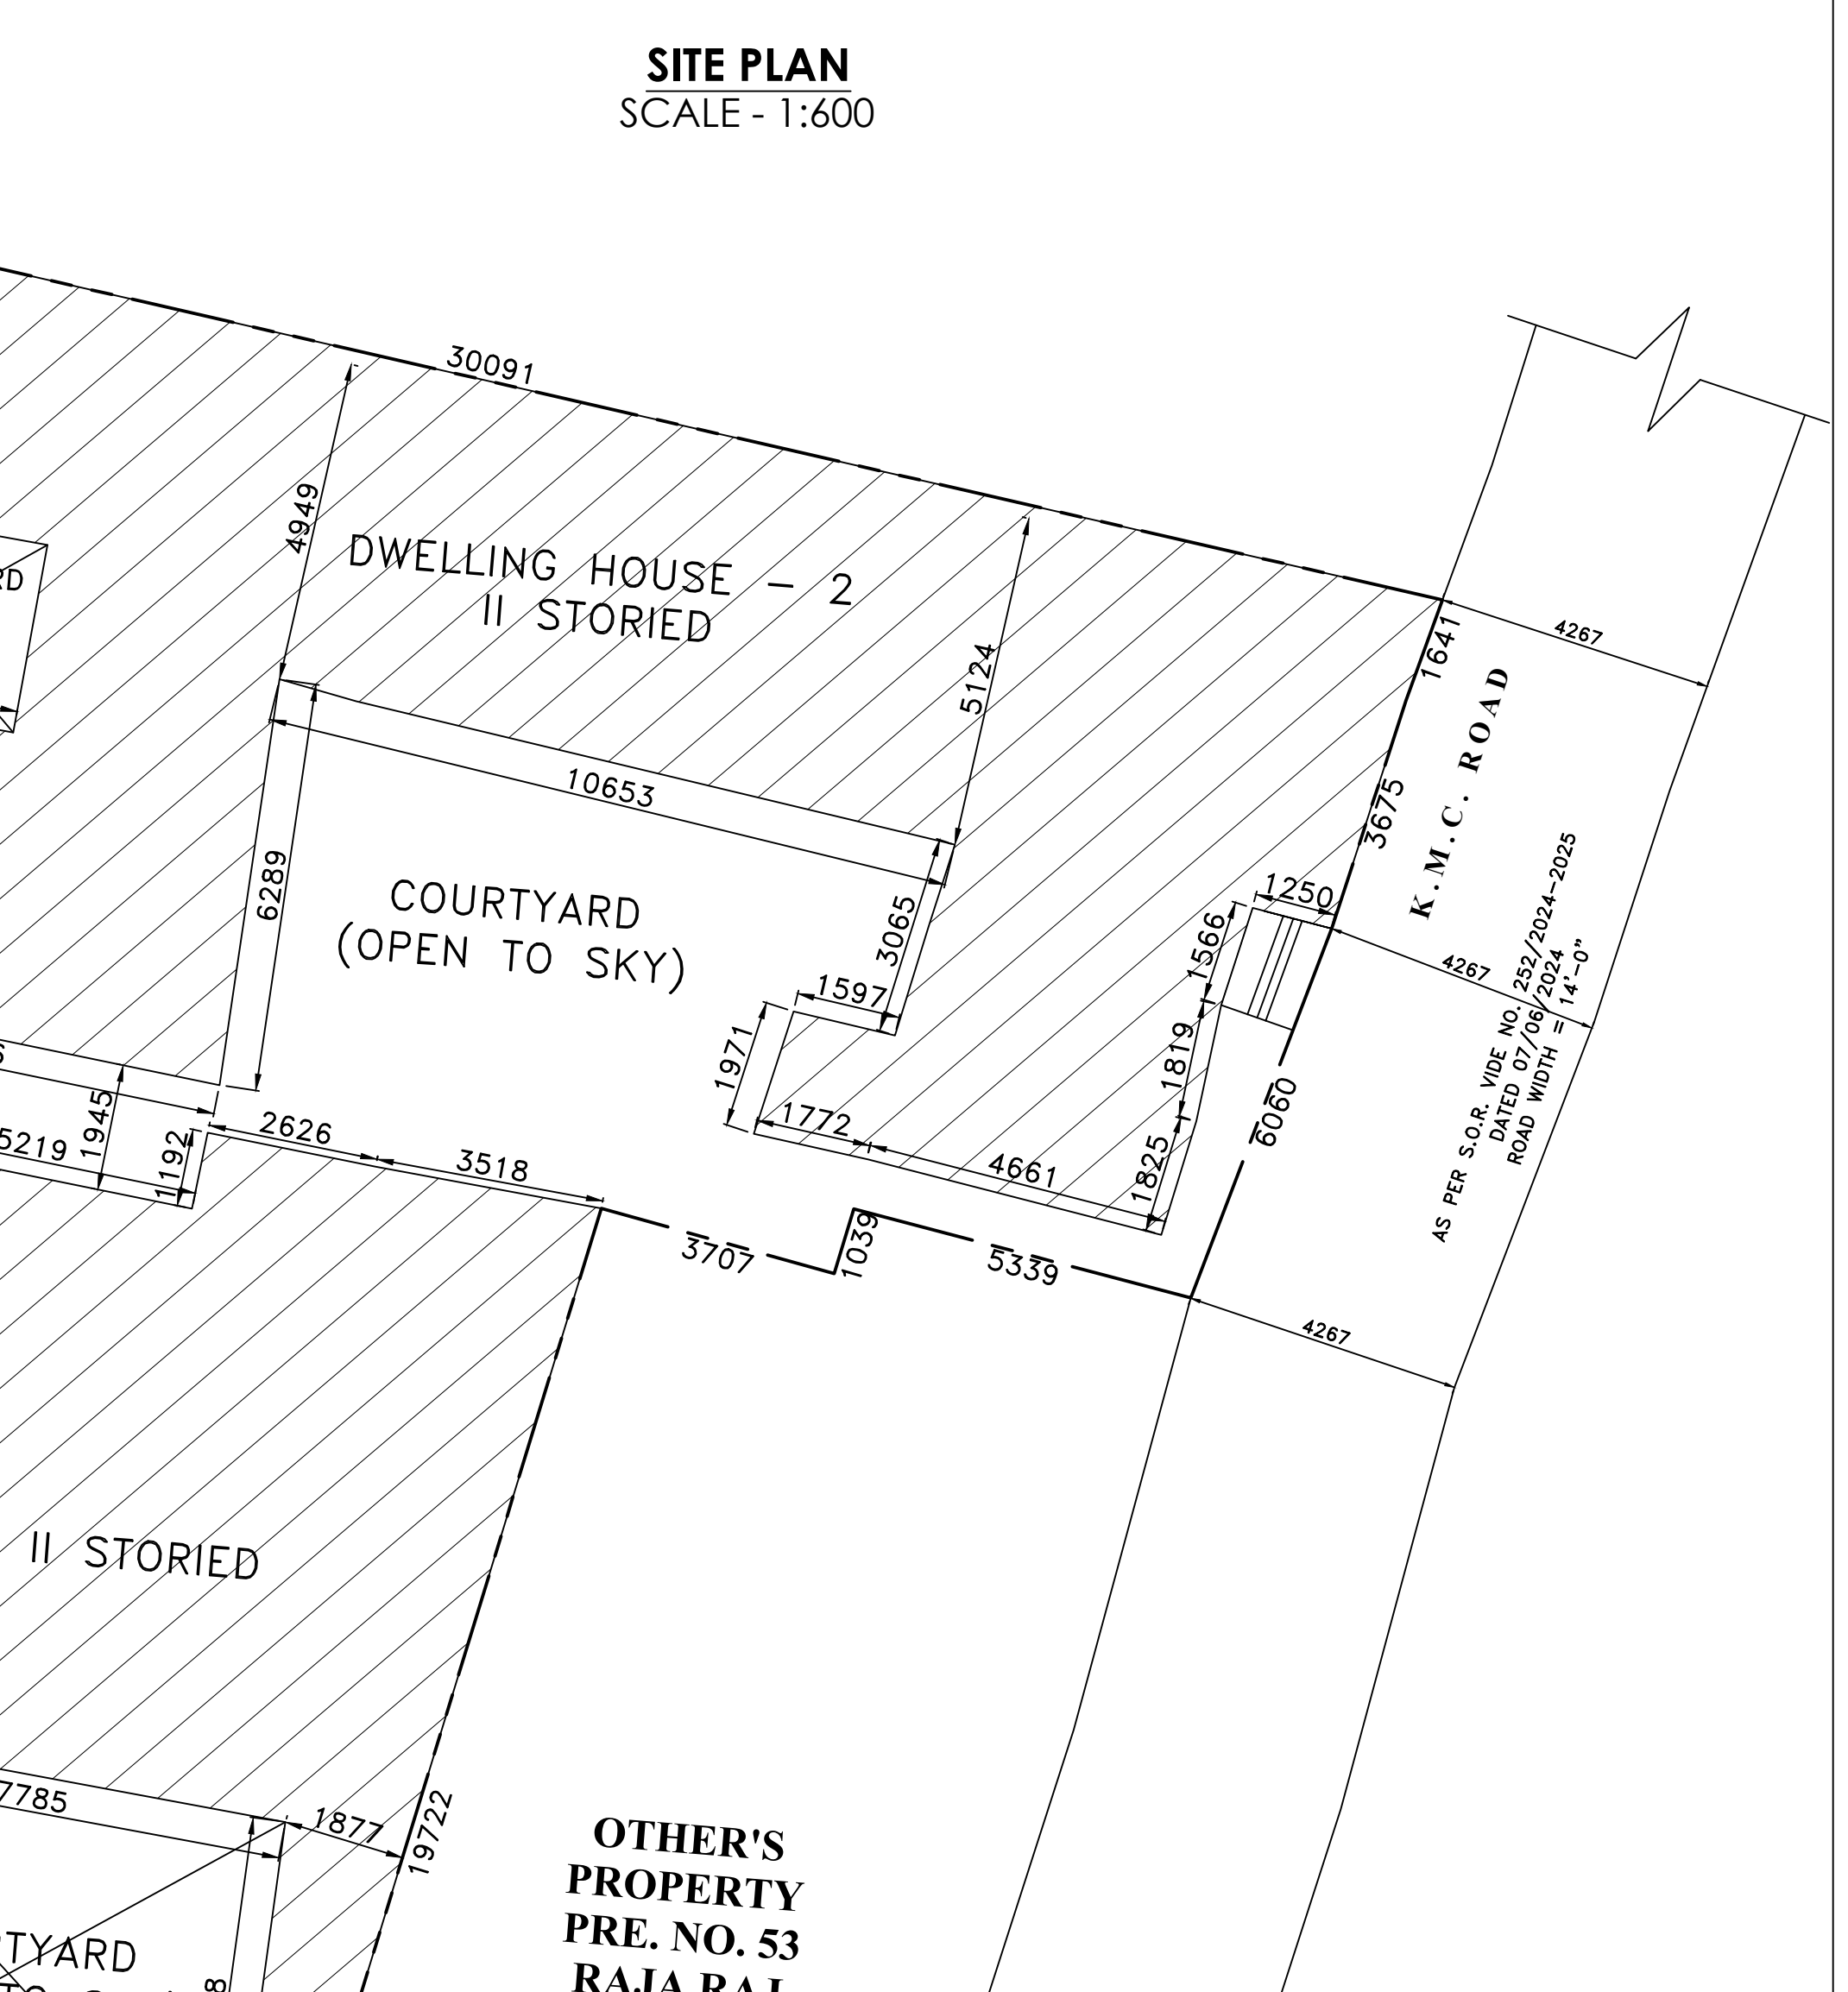 SITE PLAN
SCALE - 1:600
30091
4949
DWELLING HOUSE - 2
II STORIED
5124
1641
4267
K.M.C. ROAD
3675
10653
6289
COURTYARD
(OPEN TO SKY)
3065
1597
1971
1250
1566
1819
1825
4267
AS PER S.O.R. VIDE NO. 252/2024-2025
DATED 07/06/2024
ROAD WIDTH = 14'-0"
6060
1772
4661
1945
5219
1192
2626
3518
3707
1039
5339
4267
II STORIED
7785
1877
19722
OTHER'S
PROPERTY
PRE. NO. 53